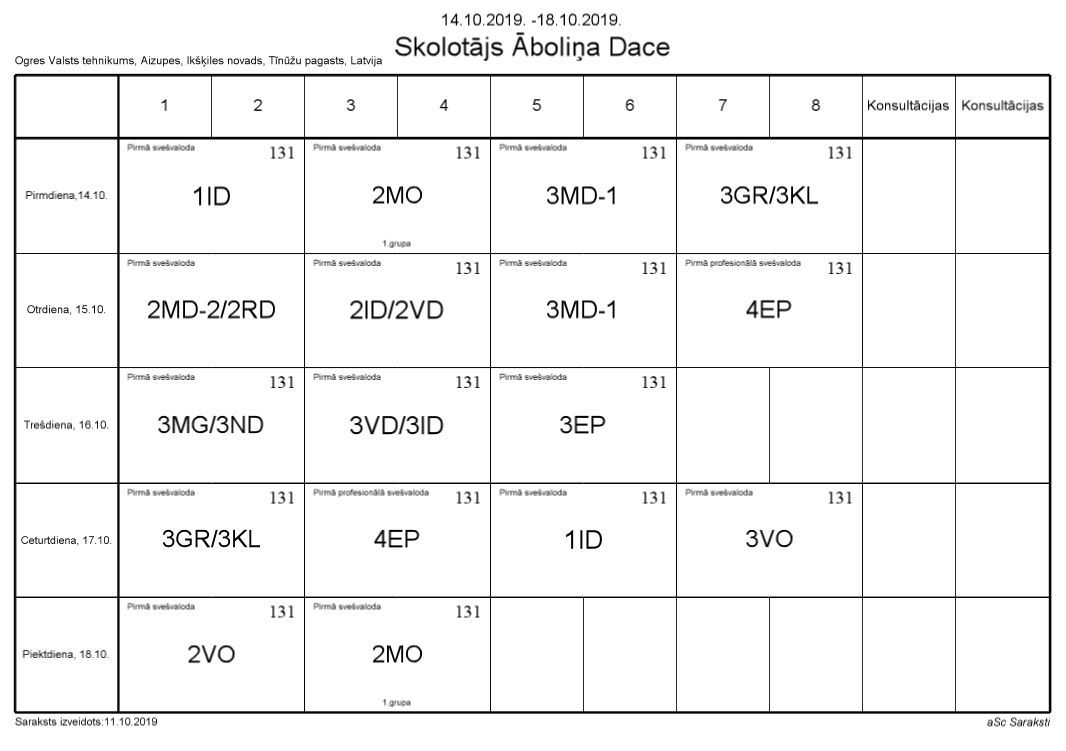 14.10.2019. -18.10.2019.
Skolotājs Āboliņa Dace
Ogres Valsts tehnikums, Aizupes, Ikšķiles novads, Tīnūžu pagasts, Latvija
1 2 3 4 5 6 7 8 Konsultācijas Konsultācijas
Pirmā svešvaloda 131 Pirmā svešvaloda 131 Pirmā svešvaloda 131 Pirmā svešvaloda 131
Pirmdiena,14.10. 1ID 2MO 3MD-1 3GR/3KL
1.grupa
Pirmā svešvaloda Pirmā svešvaloda 131 Pirmā svešvaloda 131 Pirmā profesionālā svešvaloda 131
Otrdiena, 15.10. 2MD-2/2RD 2ID/2VD 3MD-1 4EP
Pirmā svešvaloda 131 Pirmā svešvaloda 131 Pirmā svešvaloda 131
Trešdiena, 16.10. 3MG/3ND 3VD/3ID 3EP
Pirmā svešvaloda 131 Pirmā profesionālā svešvaloda 131 Pirmā svešvaloda 131 Pirmā svešvaloda 131
Ceturtdiena, 17.10. 3GR/3KL 4EP 1ID 3VO
Pirmā svešvaloda 131 Pirmā svešvaloda 131
Piektdiena, 18.10. 2VO 2MO
1.grupa
Saraksts izveidots:11.10.2019 aSc Saraksti